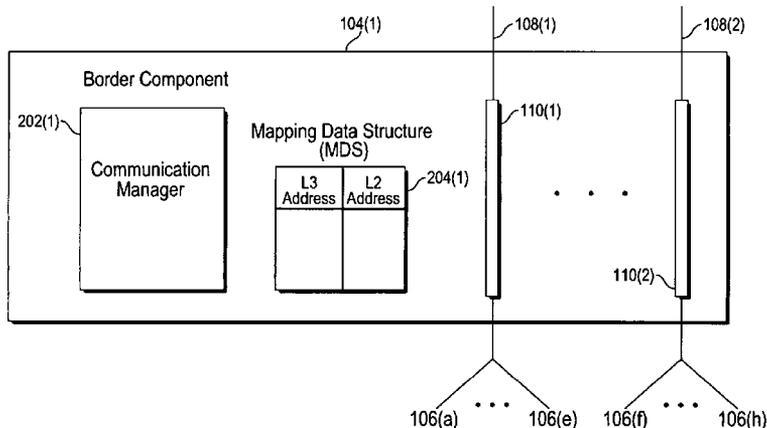 104(1)
108(1)
108(2)
Border Component
202(1)
110(1)
Mapping Data Structure
(MDS)
Communication
Manager
L3
Address
L2
Address
204(1)
. . .
110(2)
106(a) ••• 106(e) 106(f) ••• 106(h)